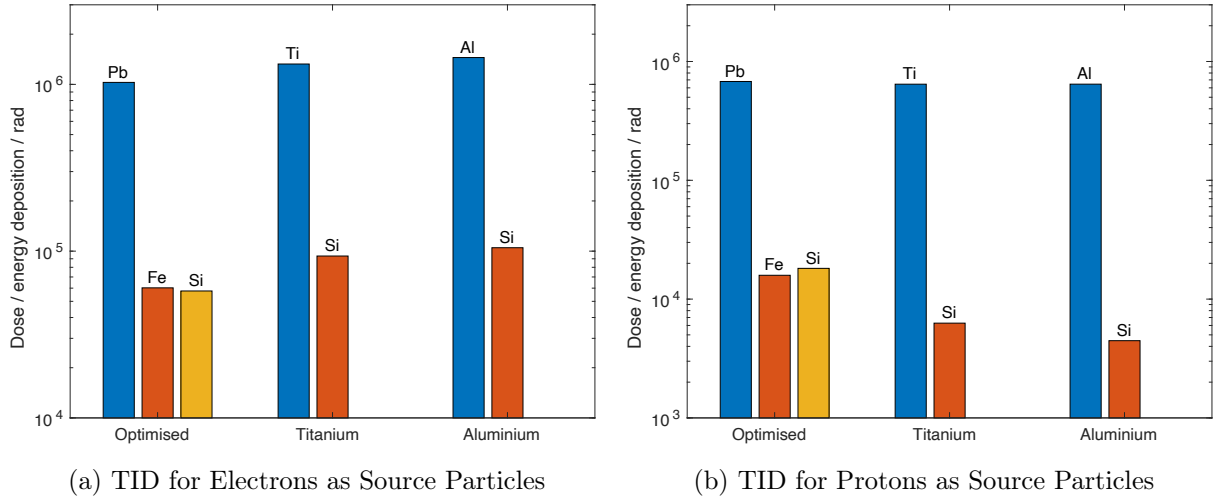 Dose / energy deposition / rad
10^6
10^5
10^4
Pb
Fe
Si
Ti
Si
Al
Si
Optimised
Titanium
Aluminium
(a) TID for Electrons as Source Particles
Dose / energy deposition / rad
10^6
10^5
10^4
10^3
Pb
Fe
Si
Ti
Si
Al
Si
Optimised
Titanium
Aluminium
(b) TID for Protons as Source Particles